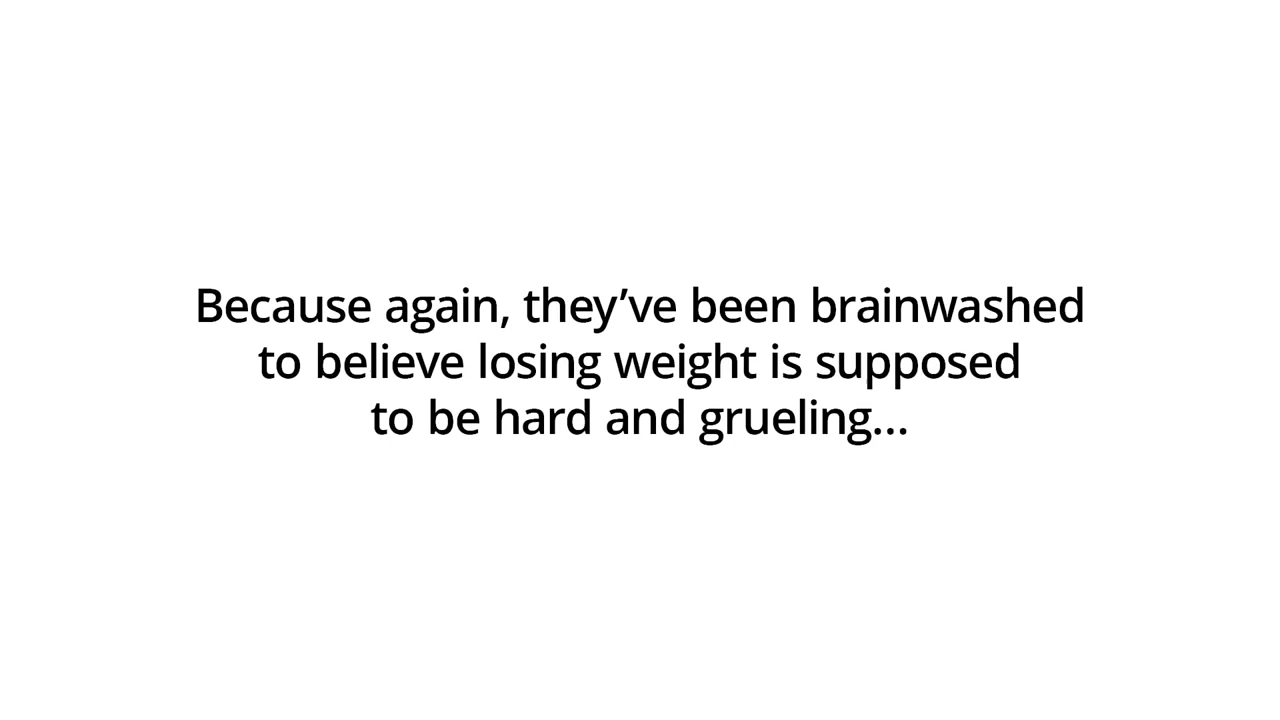 Because again, they’ve been brainwashed
to believe losing weight is supposed
to be hard and grueling...